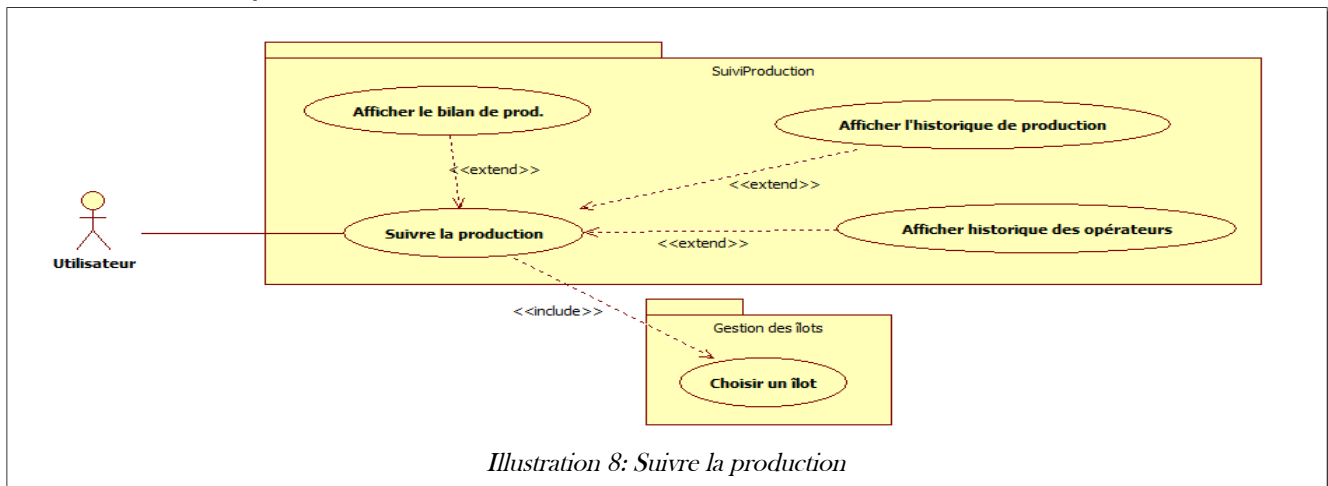 SuiviProduction
Afficher le bilan de prod.
Afficher l'historique de production
<<extend>>
<<extend>>
Suivre la production
<<extend>>
Afficher historique des opérateurs
Utilisateur
<<include>>
Gestion des îlots
Choisir un îlot
Illustration 8: Suivre la production